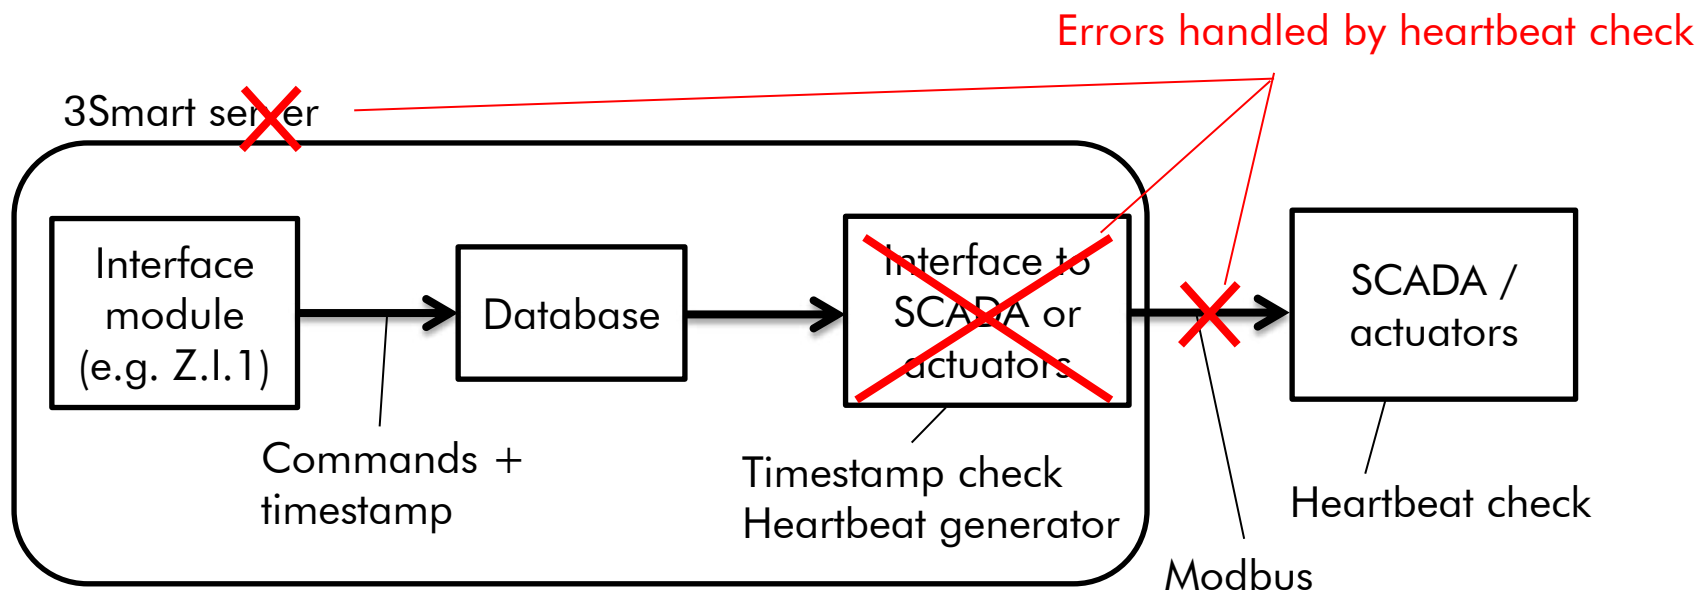 Errors handled by heartbeat check
3Smart server
Interface
module
(e.g. Z.I.1)
Database
Interface to
SCADA or
actuators
SCADA /
actuators
Commands +
timestamp
Timestamp check
Heartbeat generator
Heartbeat check
Modbus